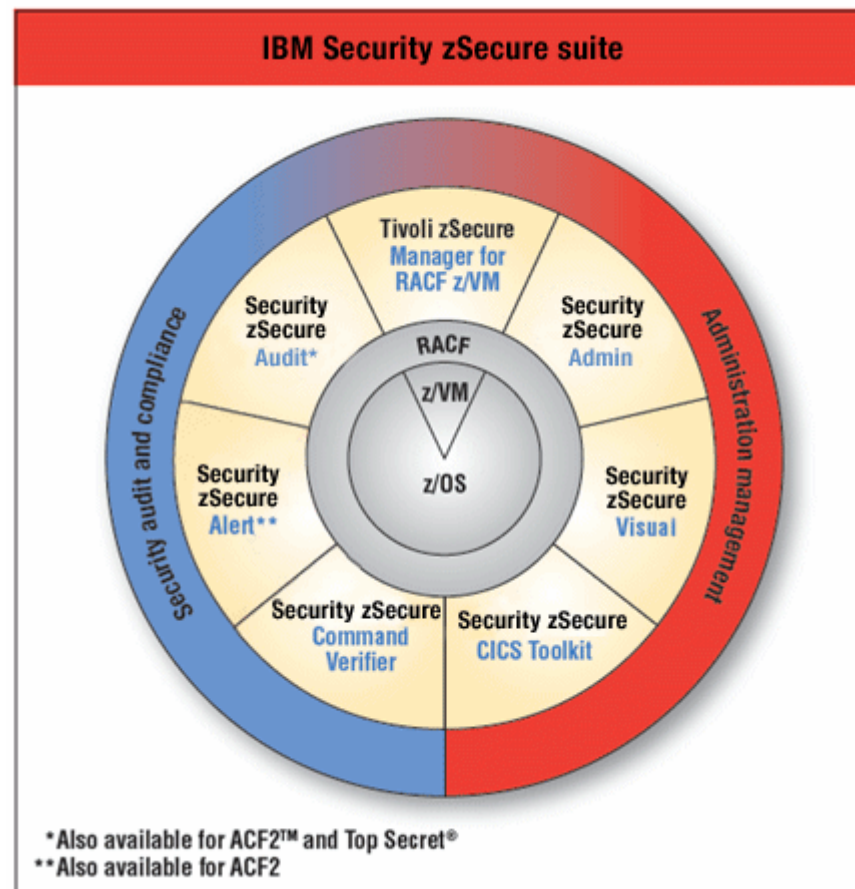 IBM Security zSecure suite
Tivoli zSecure
Manager for
RACF z/VM
Security
zSecure
Audit*
Security
zSecure
Admin
Security audit and compliance
Administration management
RACF
z/VM
z/OS
Security
zSecure
Alert**
Security
zSecure
Visual
Security zSecure
Command
Verifier
Security zSecure
CICS Toolkit
*Also available for ACF2™ and Top Secret®
**Also available for ACF2